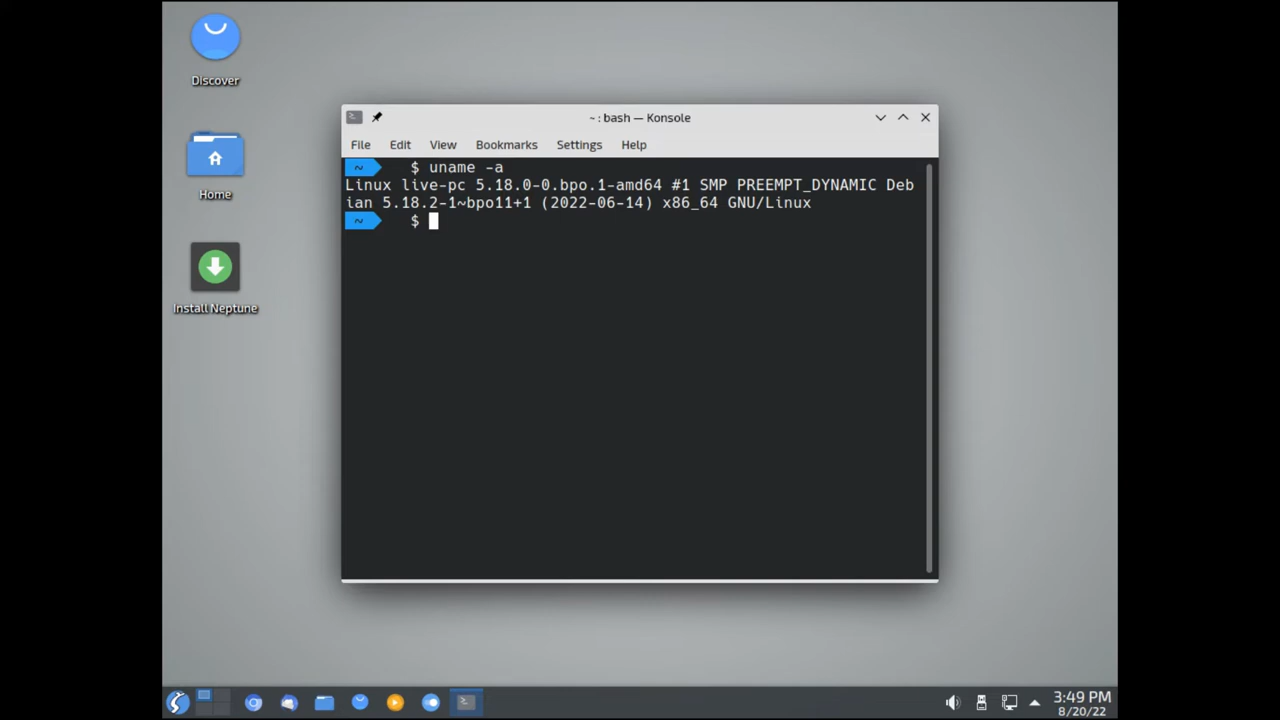 Discover
Home
Install Neptune
~ : bash — Konsole
File Edit View Bookmarks Settings Help
~ $ uname -a
Linux live-pc 5.18.0-0.bpo.1-amd64 #1 SMP PREEMPT_DYNAMIC Deb
ian 5.18.2-1~bpo11+1 (2022-06-14) x86_64 GNU/Linux
~ $
3:49 PM
8/20/22